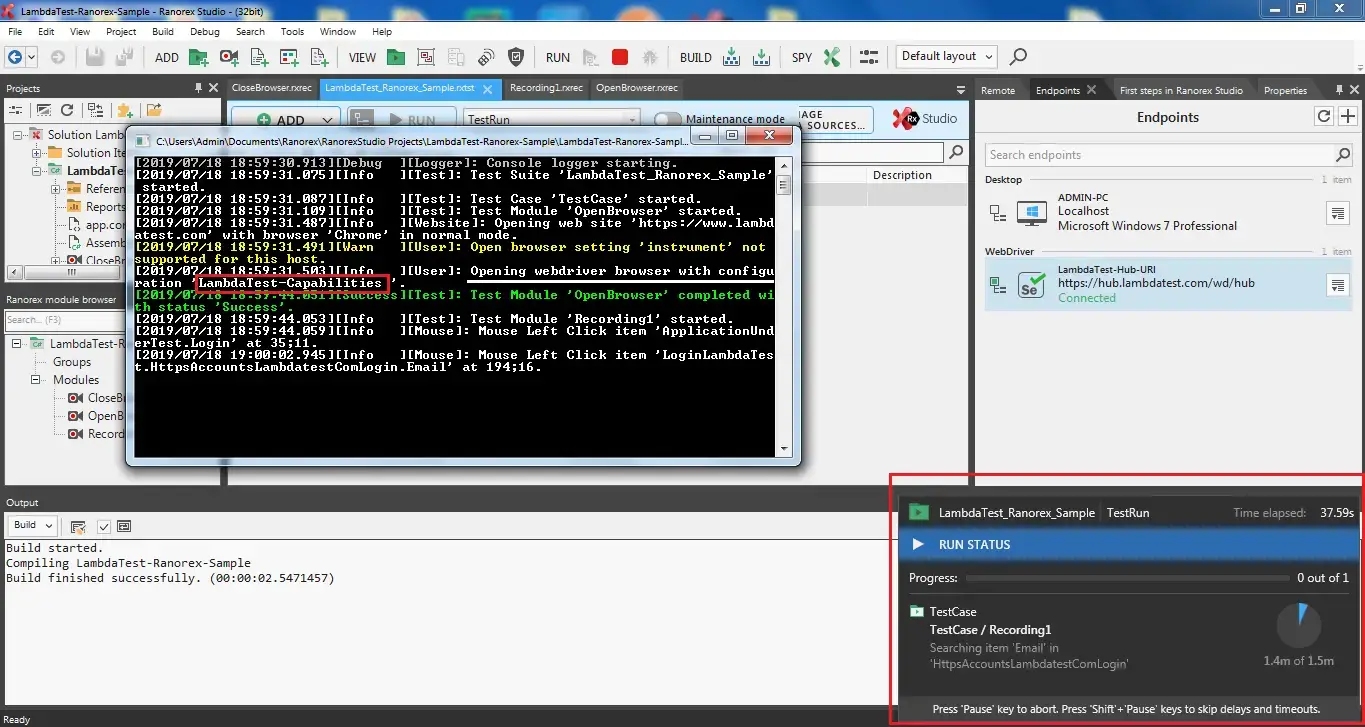 LambdaTest-Ranorex-Sample - Ranorex Studio - (32bit)
File Edit View Project Build Debug Search Tools Window Help
ADD VIEW RUN BUILD SPY Default layout
Projects
Solution Lamb
Solution Ite
LambdaTest
Referen
Reports
app.con
Assemb
CloseBr
Ranorex module browser
Search... (F3)
LambdaTest-R
Groups
Modules
CloseBr
OpenB
Record
CloseBrowser.rxrec LambdaTest_Ranorex_Sample.rxtst Recording1.rxrec OpenBrowser.rxrec
ADD RUN TestRun Maintenance mode AGE
SOURCES... Rx Studio
Description
C:\Users\Admin\Documents\Ranorex\RanorexStudio Projects\LambdaTest-Ranorex-Sample\LambdaTest-Ranorex-Sampl...
[2019/07/18 18:59:30.913][Debug ][Logger]: Console logger starting.
[2019/07/18 18:59:31.075][Info ][Test]: Test Suite 'LambdaTest_Ranorex_Sample'
started.
[2019/07/18 18:59:31.087][Info ][Test]: Test Case 'TestCase' started.
[2019/07/18 18:59:31.109][Info ][Test]: Test Module 'OpenBrowser' started.
[2019/07/18 18:59:31.487][Info ][Website]: Opening web site 'https://www.lambd
atest.com' with browser 'Chrome' in normal mode.
[2019/07/18 18:59:31.491][Warn ][User]: Open browser setting 'instrument' not
supported for this host.
[2019/07/18 18:59:31.503][Info ][User]: Opening webdriver browser with configu
ration 'LambdaTest-Capabilities '.
[2019/07/18 18:59:44.051][Success][Test]: Test Module 'OpenBrowser' completed wi
th status 'Success'.
[2019/07/18 18:59:44.053][Info ][Test]: Test Module 'Recording1' started.
[2019/07/18 18:59:44.059][Info ][Mouse]: Mouse Left Click item 'ApplicationUnd
erTest.Login' at 35;11.
[2019/07/18 19:00:02.945][Info ][Mouse]: Mouse Left Click item 'LoginLambdaTes
t.HttpsAccountsLambdatestComLogin.Email' at 194;16.
Remote Endpoints First steps in Ranorex Studio Properties
Endpoints
Search endpoints
Desktop 1 item
ADMIN-PC
Localhost
Microsoft Windows 7 Professional
WebDriver 1 item
Se LambdaTest-Hub-URI
https://hub.lambdatest.com/wd/hub
Connected
Output
Build
Build started.
Compiling LambdaTest-Ranorex-Sample
Build finished successfully. (00:00:02.5471457)
LambdaTest_Ranorex_Sample TestRun Time elapsed: 37.59s
RUN STATUS
Progress: 0 out of 1
TestCase
TestCase / Recording1
Searching item 'Email' in
'HttpsAccountsLambdatestComLogin'
1.4m of 1.5m
Press 'Pause' key to abort. Press 'Shift'+'Pause' keys to skip delays and timeouts.
Ready